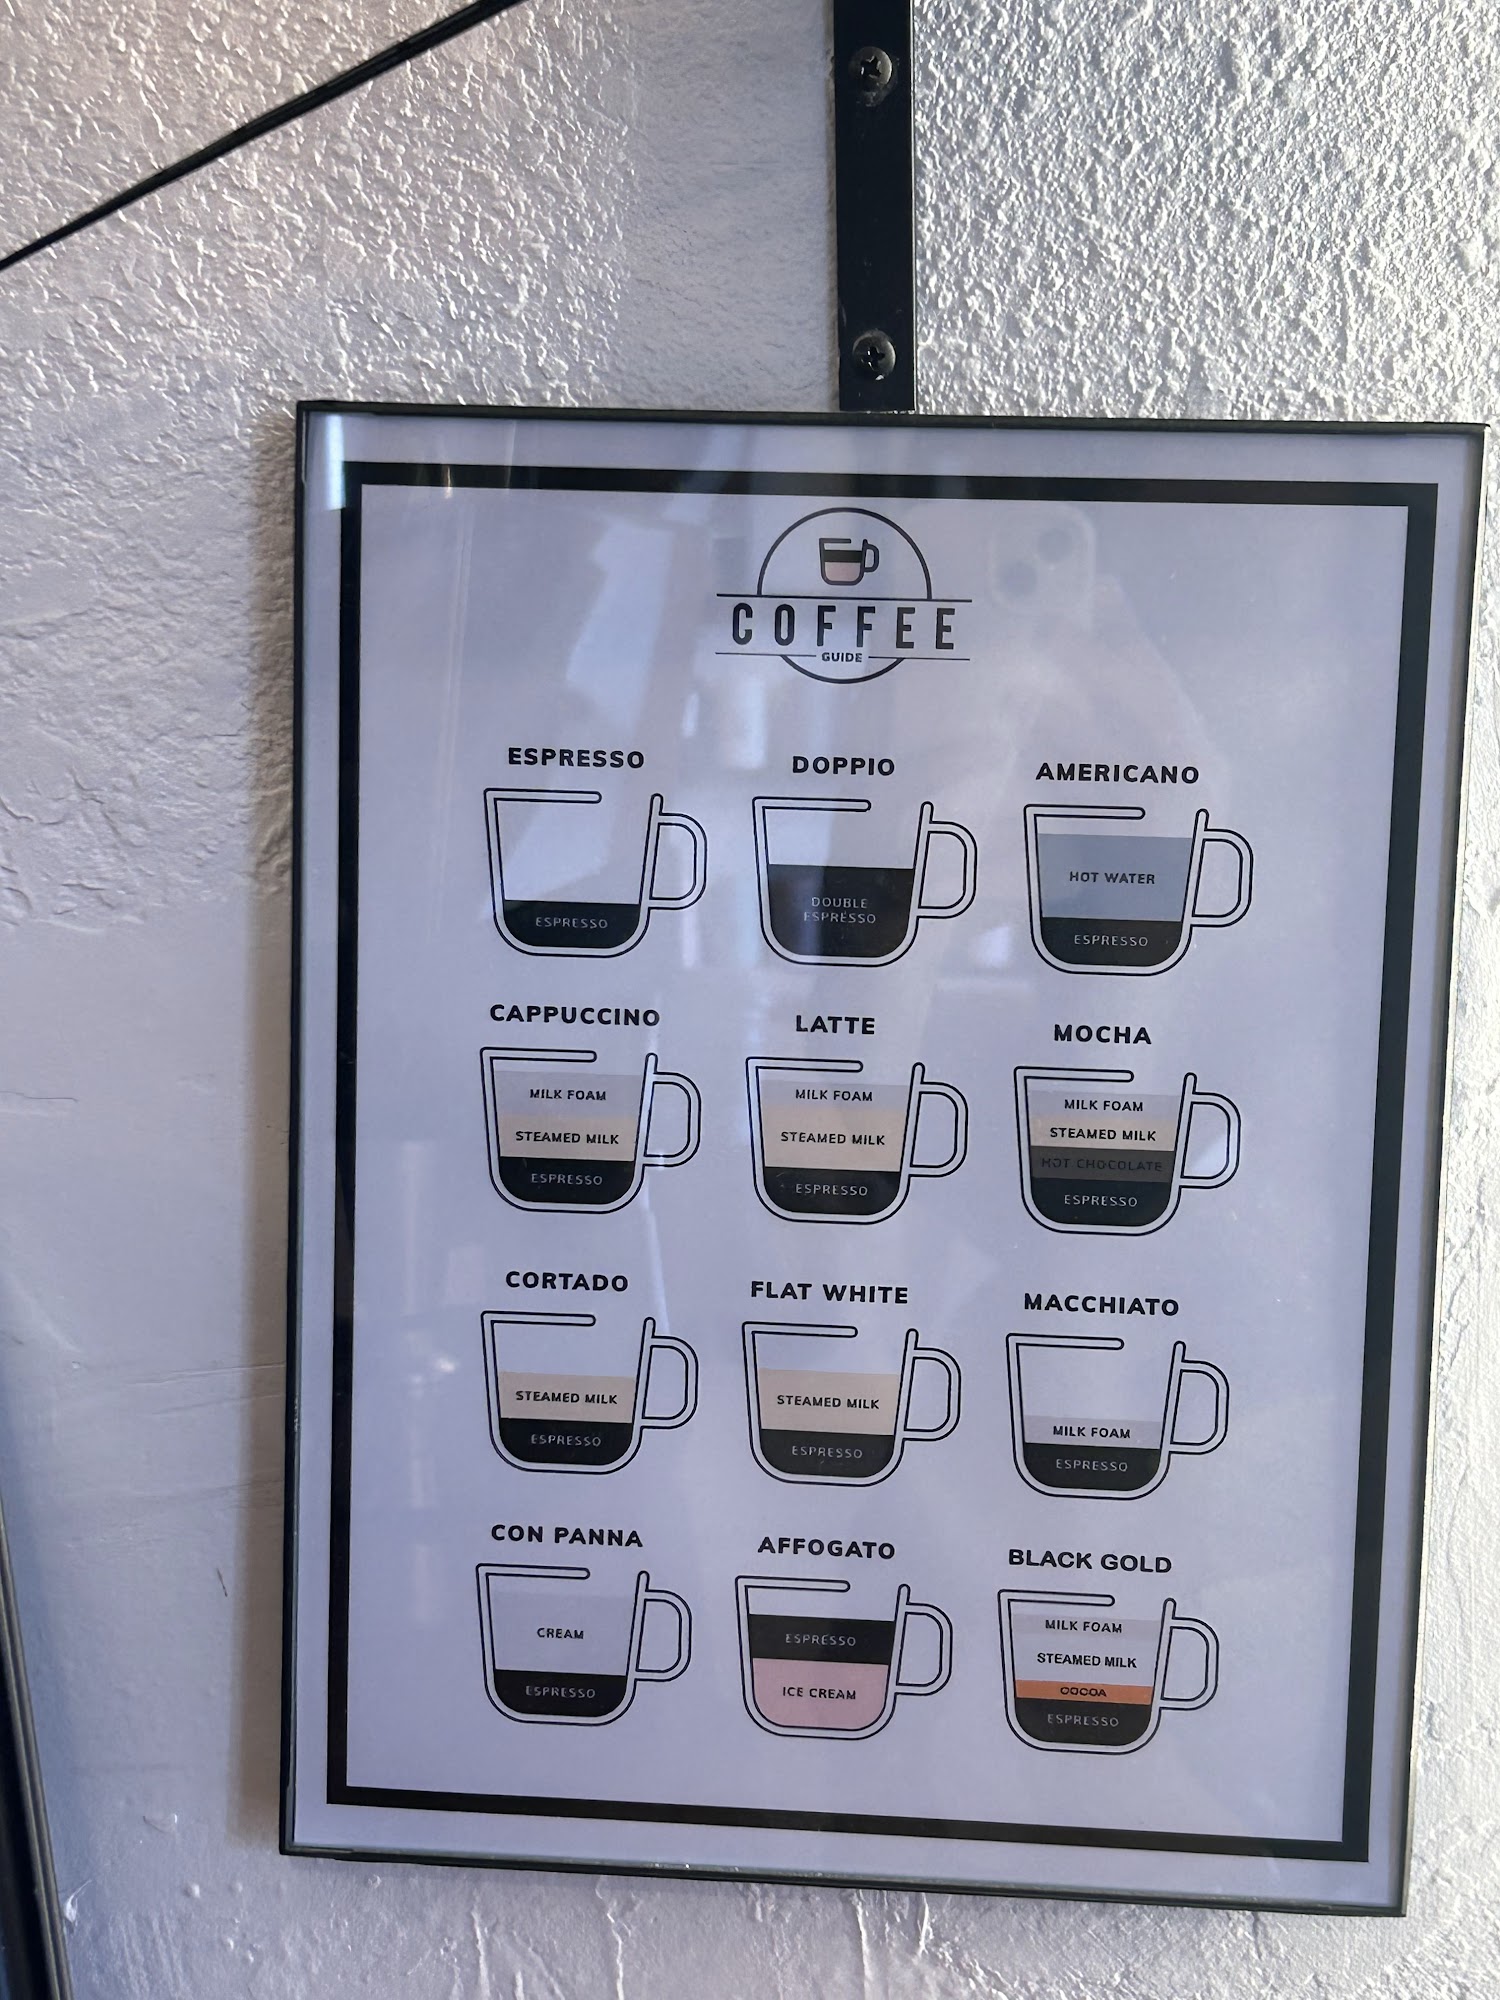 COFFEE
GUIDE
ESPRESSO
ESPRESSO
DOPPIO
DOUBLE
ESPRESSO
AMERICANO
HOT WATER
ESPRESSO
CAPPUCCINO
MILK FOAM
STEAMED MILK
ESPRESSO
LATTE
MILK FOAM
STEAMED MILK
ESPRESSO
MOCHA
MILK FOAM
STEAMED MILK
HOT CHOCOLATE
ESPRESSO
CORTADO
STEAMED MILK
ESPRESSO
FLAT WHITE
STEAMED MILK
ESPRESSO
MACCHIATO
MILK FOAM
ESPRESSO
CON PANNA
CREAM
ESPRESSO
AFFOGATO
ESPRESSO
ICE CREAM
BLACK GOLD
MILK FOAM
STEAMED MILK
COCOA
ESPRESSO